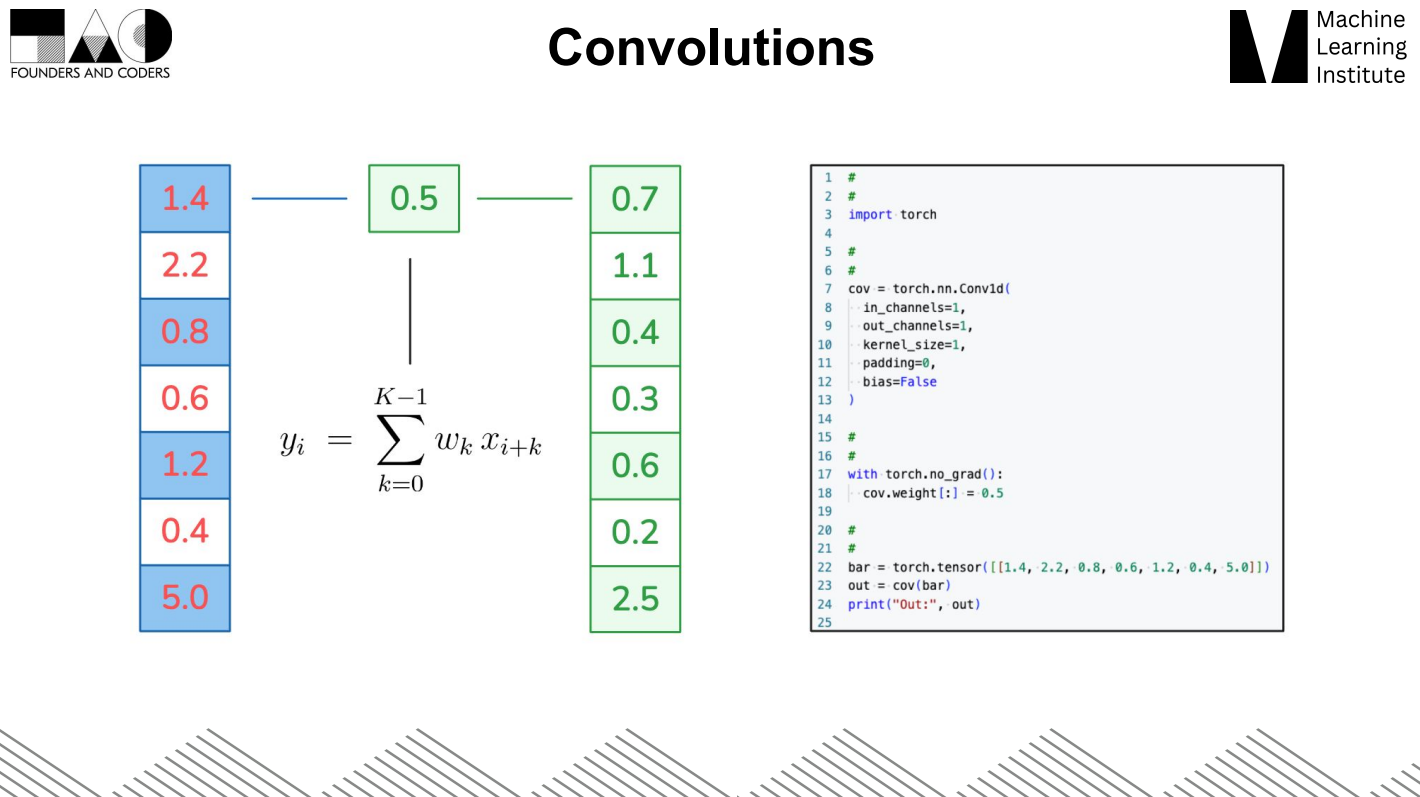 FOUNDERS AND CODERS
Convolutions
Machine
Learning
Institute
1.4
2.2
0.8
0.6
1.2
0.4
5.0
0.5
y_i = \sum_{k=0}^{K-1} w_k x_{i+k}
0.7
1.1
0.4
0.3
0.6
0.2
2.5
1 #
2 #
3 import torch
4
5 #
6 #
7 cov = torch.nn.Conv1d(
8 in_channels=1,
9 out_channels=1,
10 kernel_size=1,
11 padding=0,
12 bias=False
13 )
14
15 #
16 #
17 with torch.no_grad():
18 cov.weight[:] = 0.5
19
20 #
21 #
22 bar = torch.tensor([[1.4, 2.2, 0.8, 0.6, 1.2, 0.4, 5.0]])
23 out = cov(bar)
24 print("Out:", out)
25